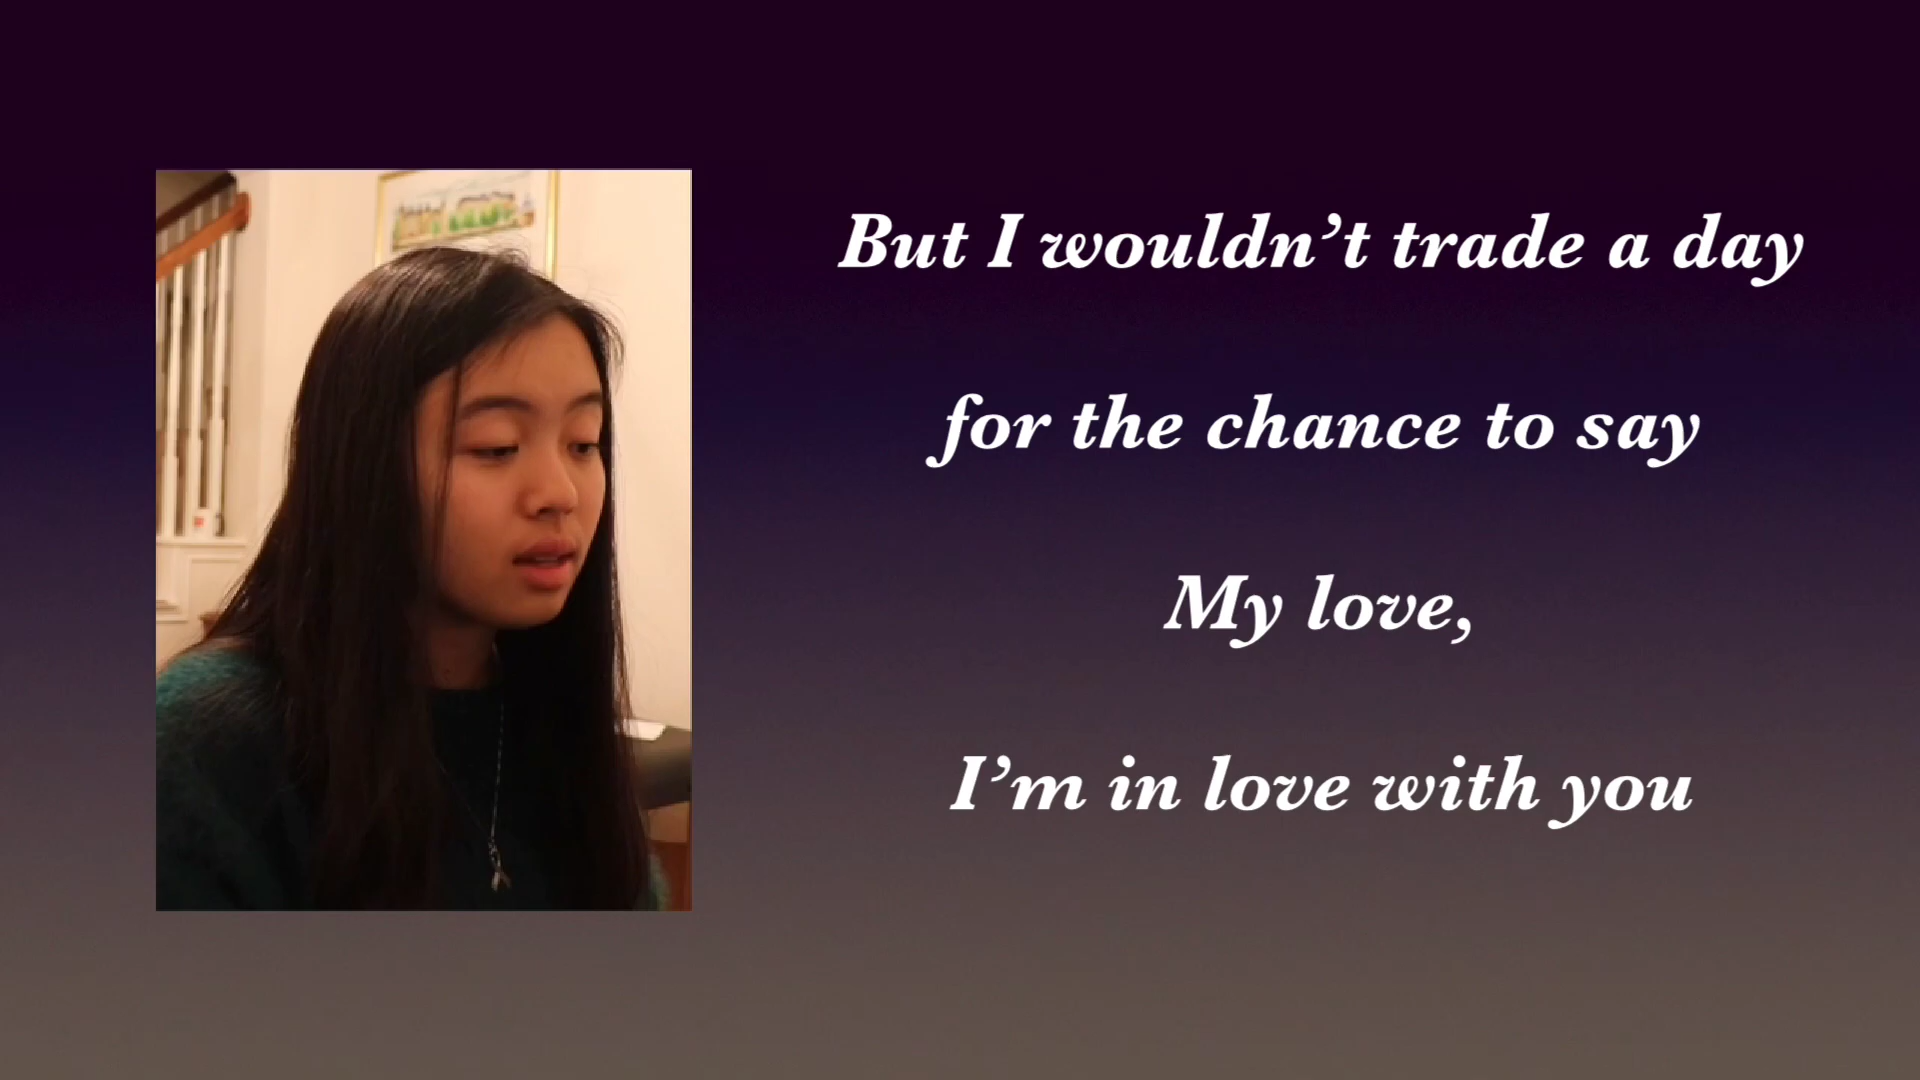 But I wouldn’t trade a day
for the chance to say
My love,
I’m in love with you